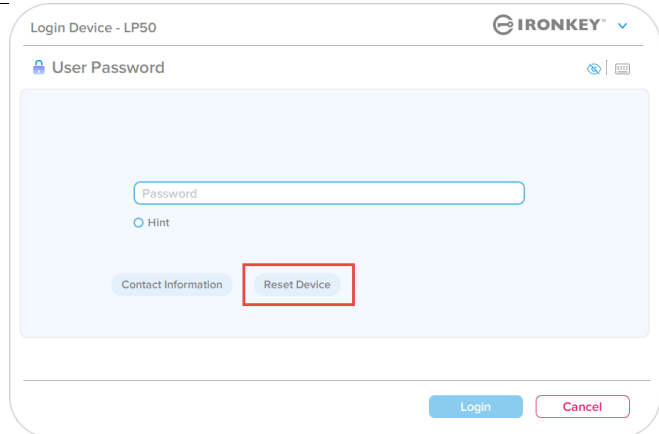 Login Device - LP50
IRONKEY
User Password
Password
Hint
Contact Information
Reset Device
Login
Cancel